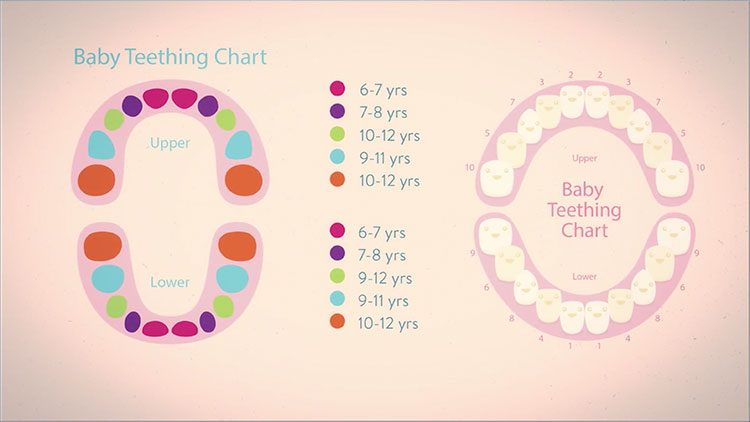 Baby Teething Chart
Upper
Lower
6-7 yrs
7-8 yrs
10-12 yrs
9-11 yrs
10-12 yrs
6-7 yrs
7-8 yrs
9-12 yrs
9-11 yrs
10-12 yrs
3 2 2 3
7 7
5 5
10 10
Upper
Baby
Teething
Chart
Lower
9 9
6 6
8 8
4 1 1 4